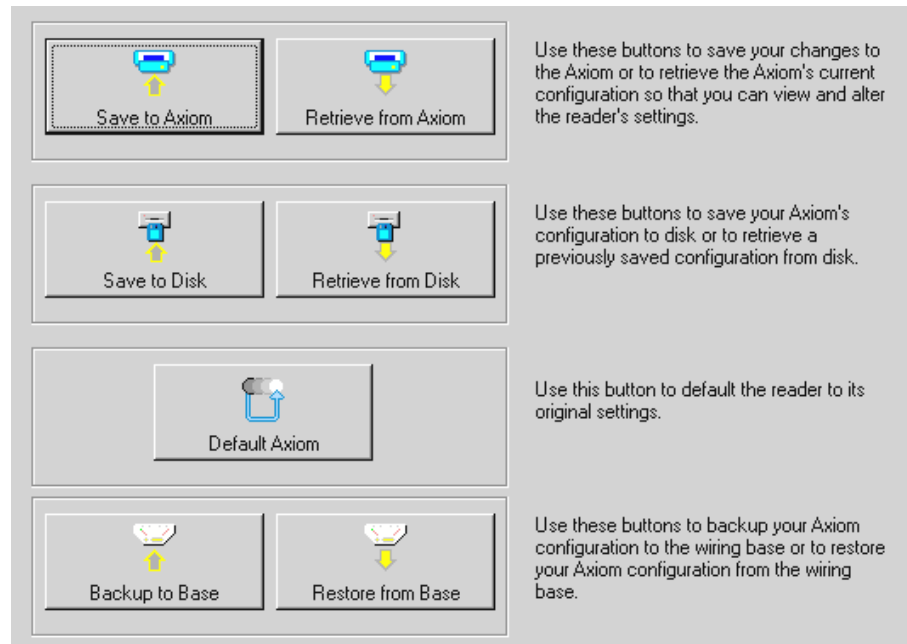 Save to Axiom
Retrieve from Axiom
Use these buttons to save your changes to
the Axiom or to retrieve the Axiom's current
configuration so that you can view and alter
the reader's settings.
Save to Disk
Retrieve from Disk
Use these buttons to save your Axiom's
configuration to disk or to retrieve a
previously saved configuration from disk.
Default Axiom
Use this button to default the reader to its
original settings.
Backup to Base
Restore from Base
Use these buttons to backup your Axiom
configuration to the wiring base or to restore
your Axiom configuration from the wiring
base.